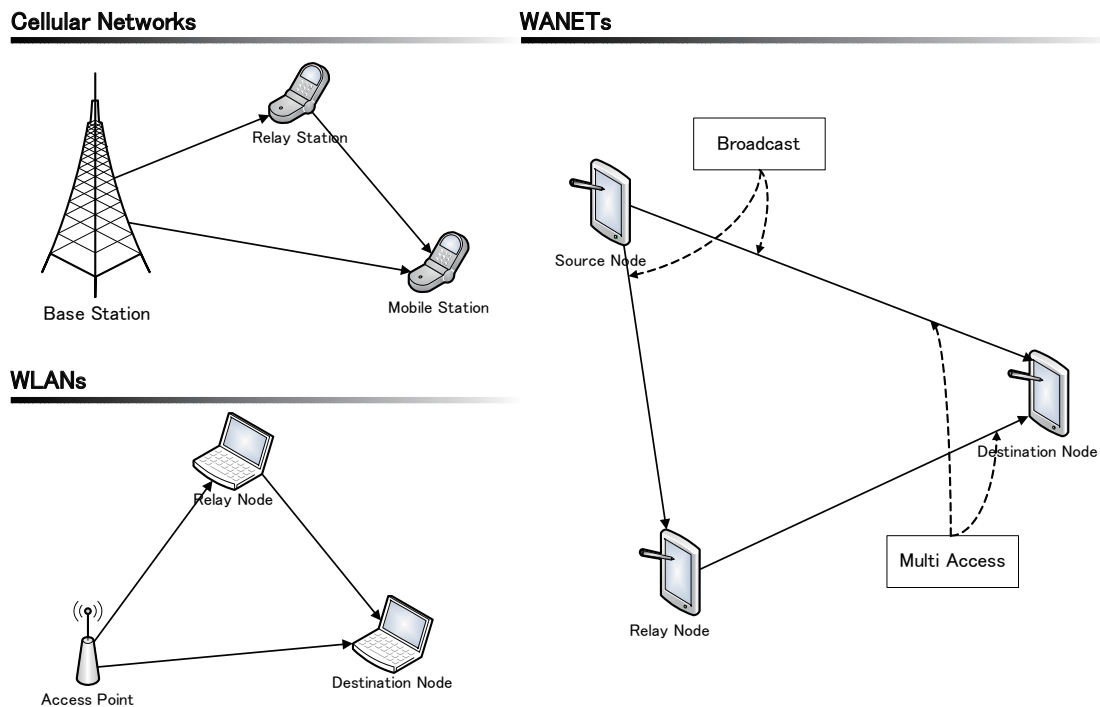 Cellular Networks
Relay Station
Base Station
Mobile Station
WLANs
Relay Node
Access Point
Destination Node
WANETs
Broadcast
Source Node
Destination Node
Multi Access
Relay Node